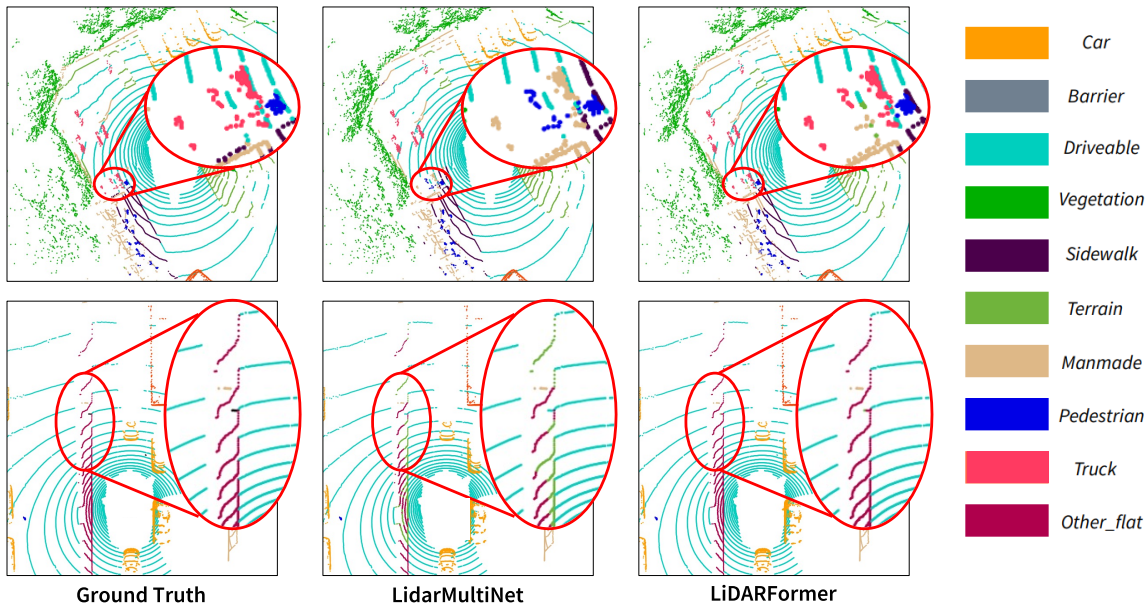 Car
Barrier
Driveable
Vegetation
Sidewalk
Terrain
Manmade
Pedestrian
Truck
Other_flat
Ground Truth
LidarMultiNet
LiDARFormer